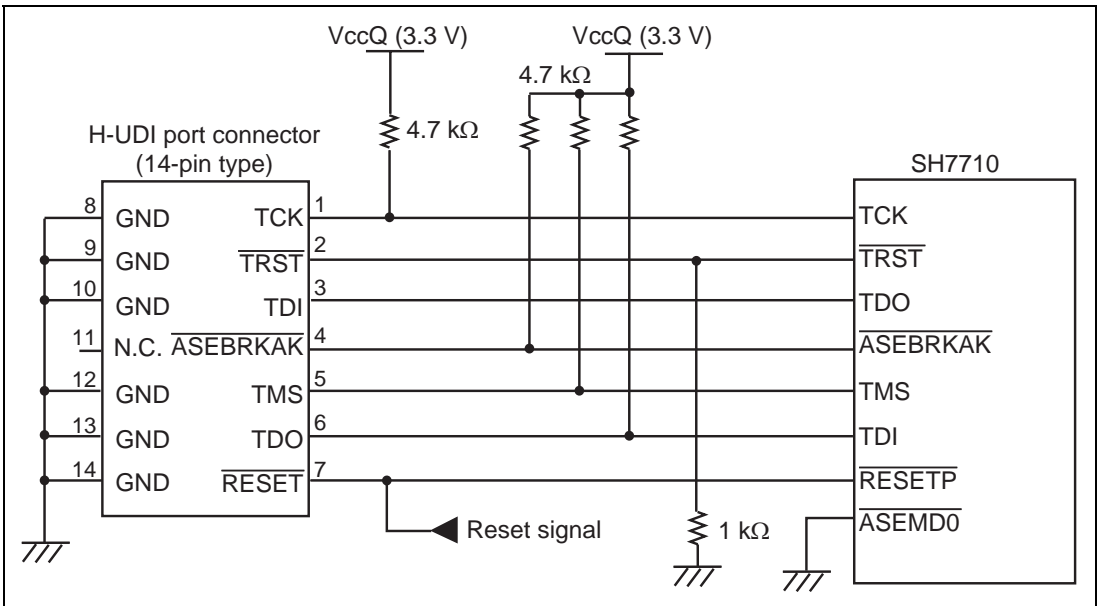 VccQ (3.3 V) VccQ (3.3 V)
4.7 kΩ
4.7 kΩ
H-UDI port connector
(14-pin type)
SH7710
8 GND TCK 1 TCK
9 GND TRST 2 TRST
10 GND TDI 3 TDO
11 N.C. ASEBRKAK 4 ASEBRKAK
12 GND TMS 5 TMS
13 GND TDO 6 TDI
14 GND RESET 7 RESETP
Reset signal 1 kΩ ASEMD0